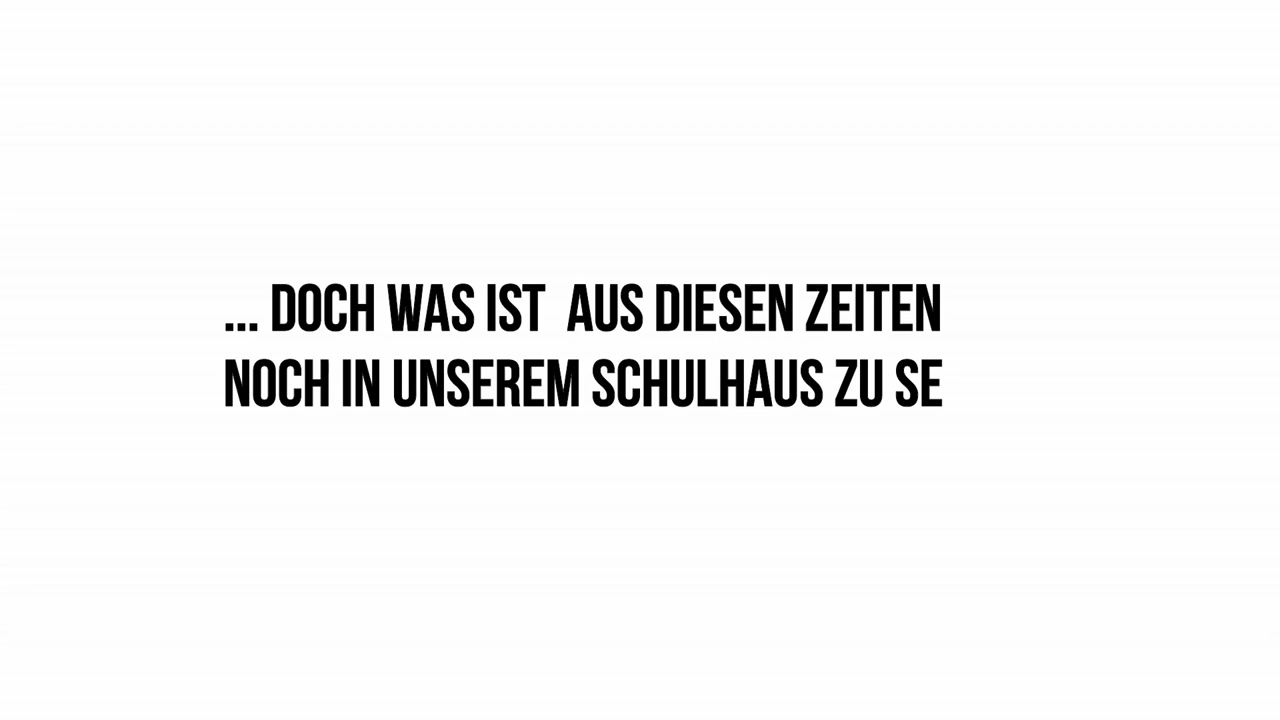 ... DOCH WAS IST  AUS DIESEN ZEITEN
NOCH IN UNSEREM SCHULHAUS ZU SE